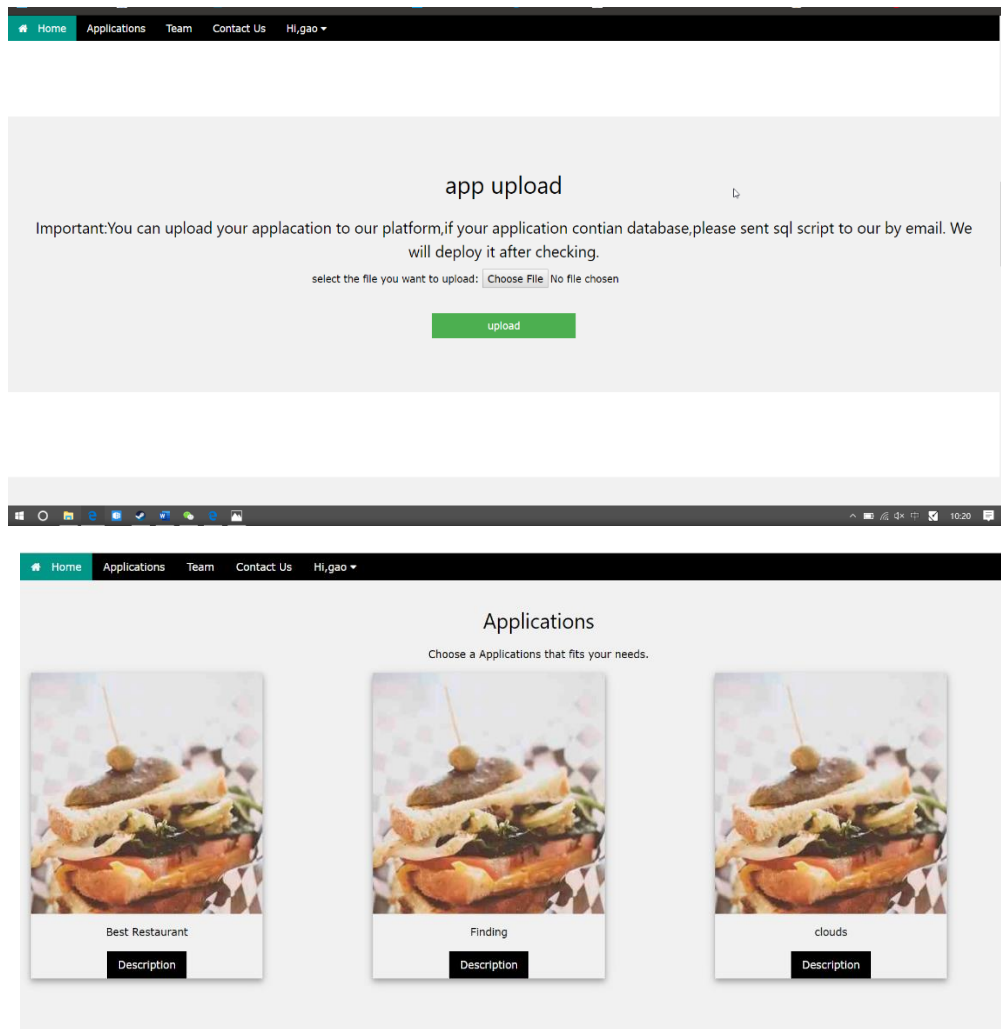 Home Applications Team Contact Us Hi,gao
app upload
Important:You can upload your applacation to our platform,if your application contian database,please sent sql script to our by email. We
will deploy it after checking.
select the file you want to upload: Choose File No file chosen
upload
中 10:20
Home Applications Team Contact Us Hi,gao
Applications
Choose a Applications that fits your needs.
Best Restaurant Finding clouds
Description Description Description